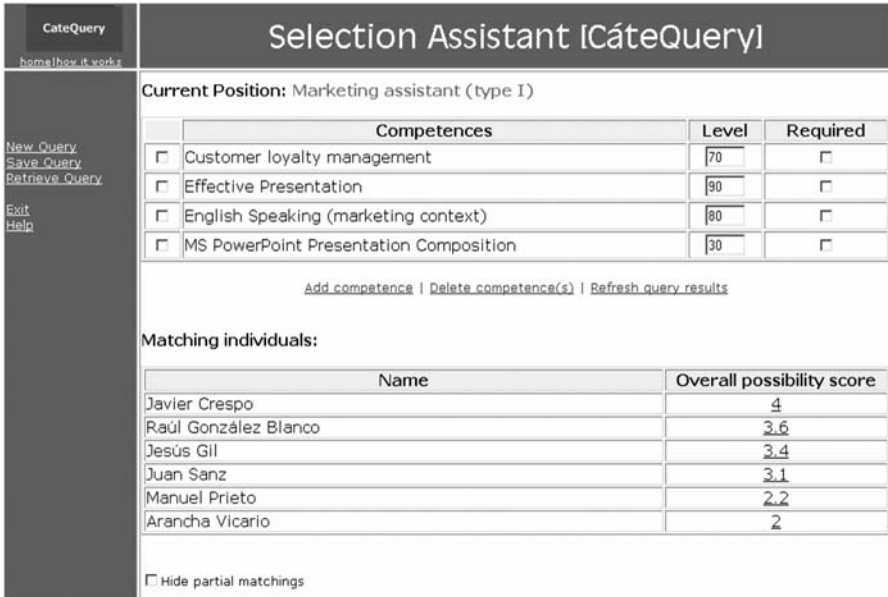 CateQuery
home|how it works
Selection Assistant [CáteQuery]
New Query
Save Query
Retrieve Query
Exit
Help
Current Position: Marketing assistant (type I)
Competences Level Required
Customer loyalty management 70
Effective Presentation 90
English Speaking (marketing context) 80
MS PowerPoint Presentation Composition 30
Add competence | Delete competence(s) | Refresh query results
Matching individuals:
Name Overall possibility score
Javier Crespo 4
Raúl González Blanco 3.6
Jesús Gil 3.4
Juan Sanz 3.1
Manuel Prieto 2.2
Arancha Vicario 2
Hide partial matchings